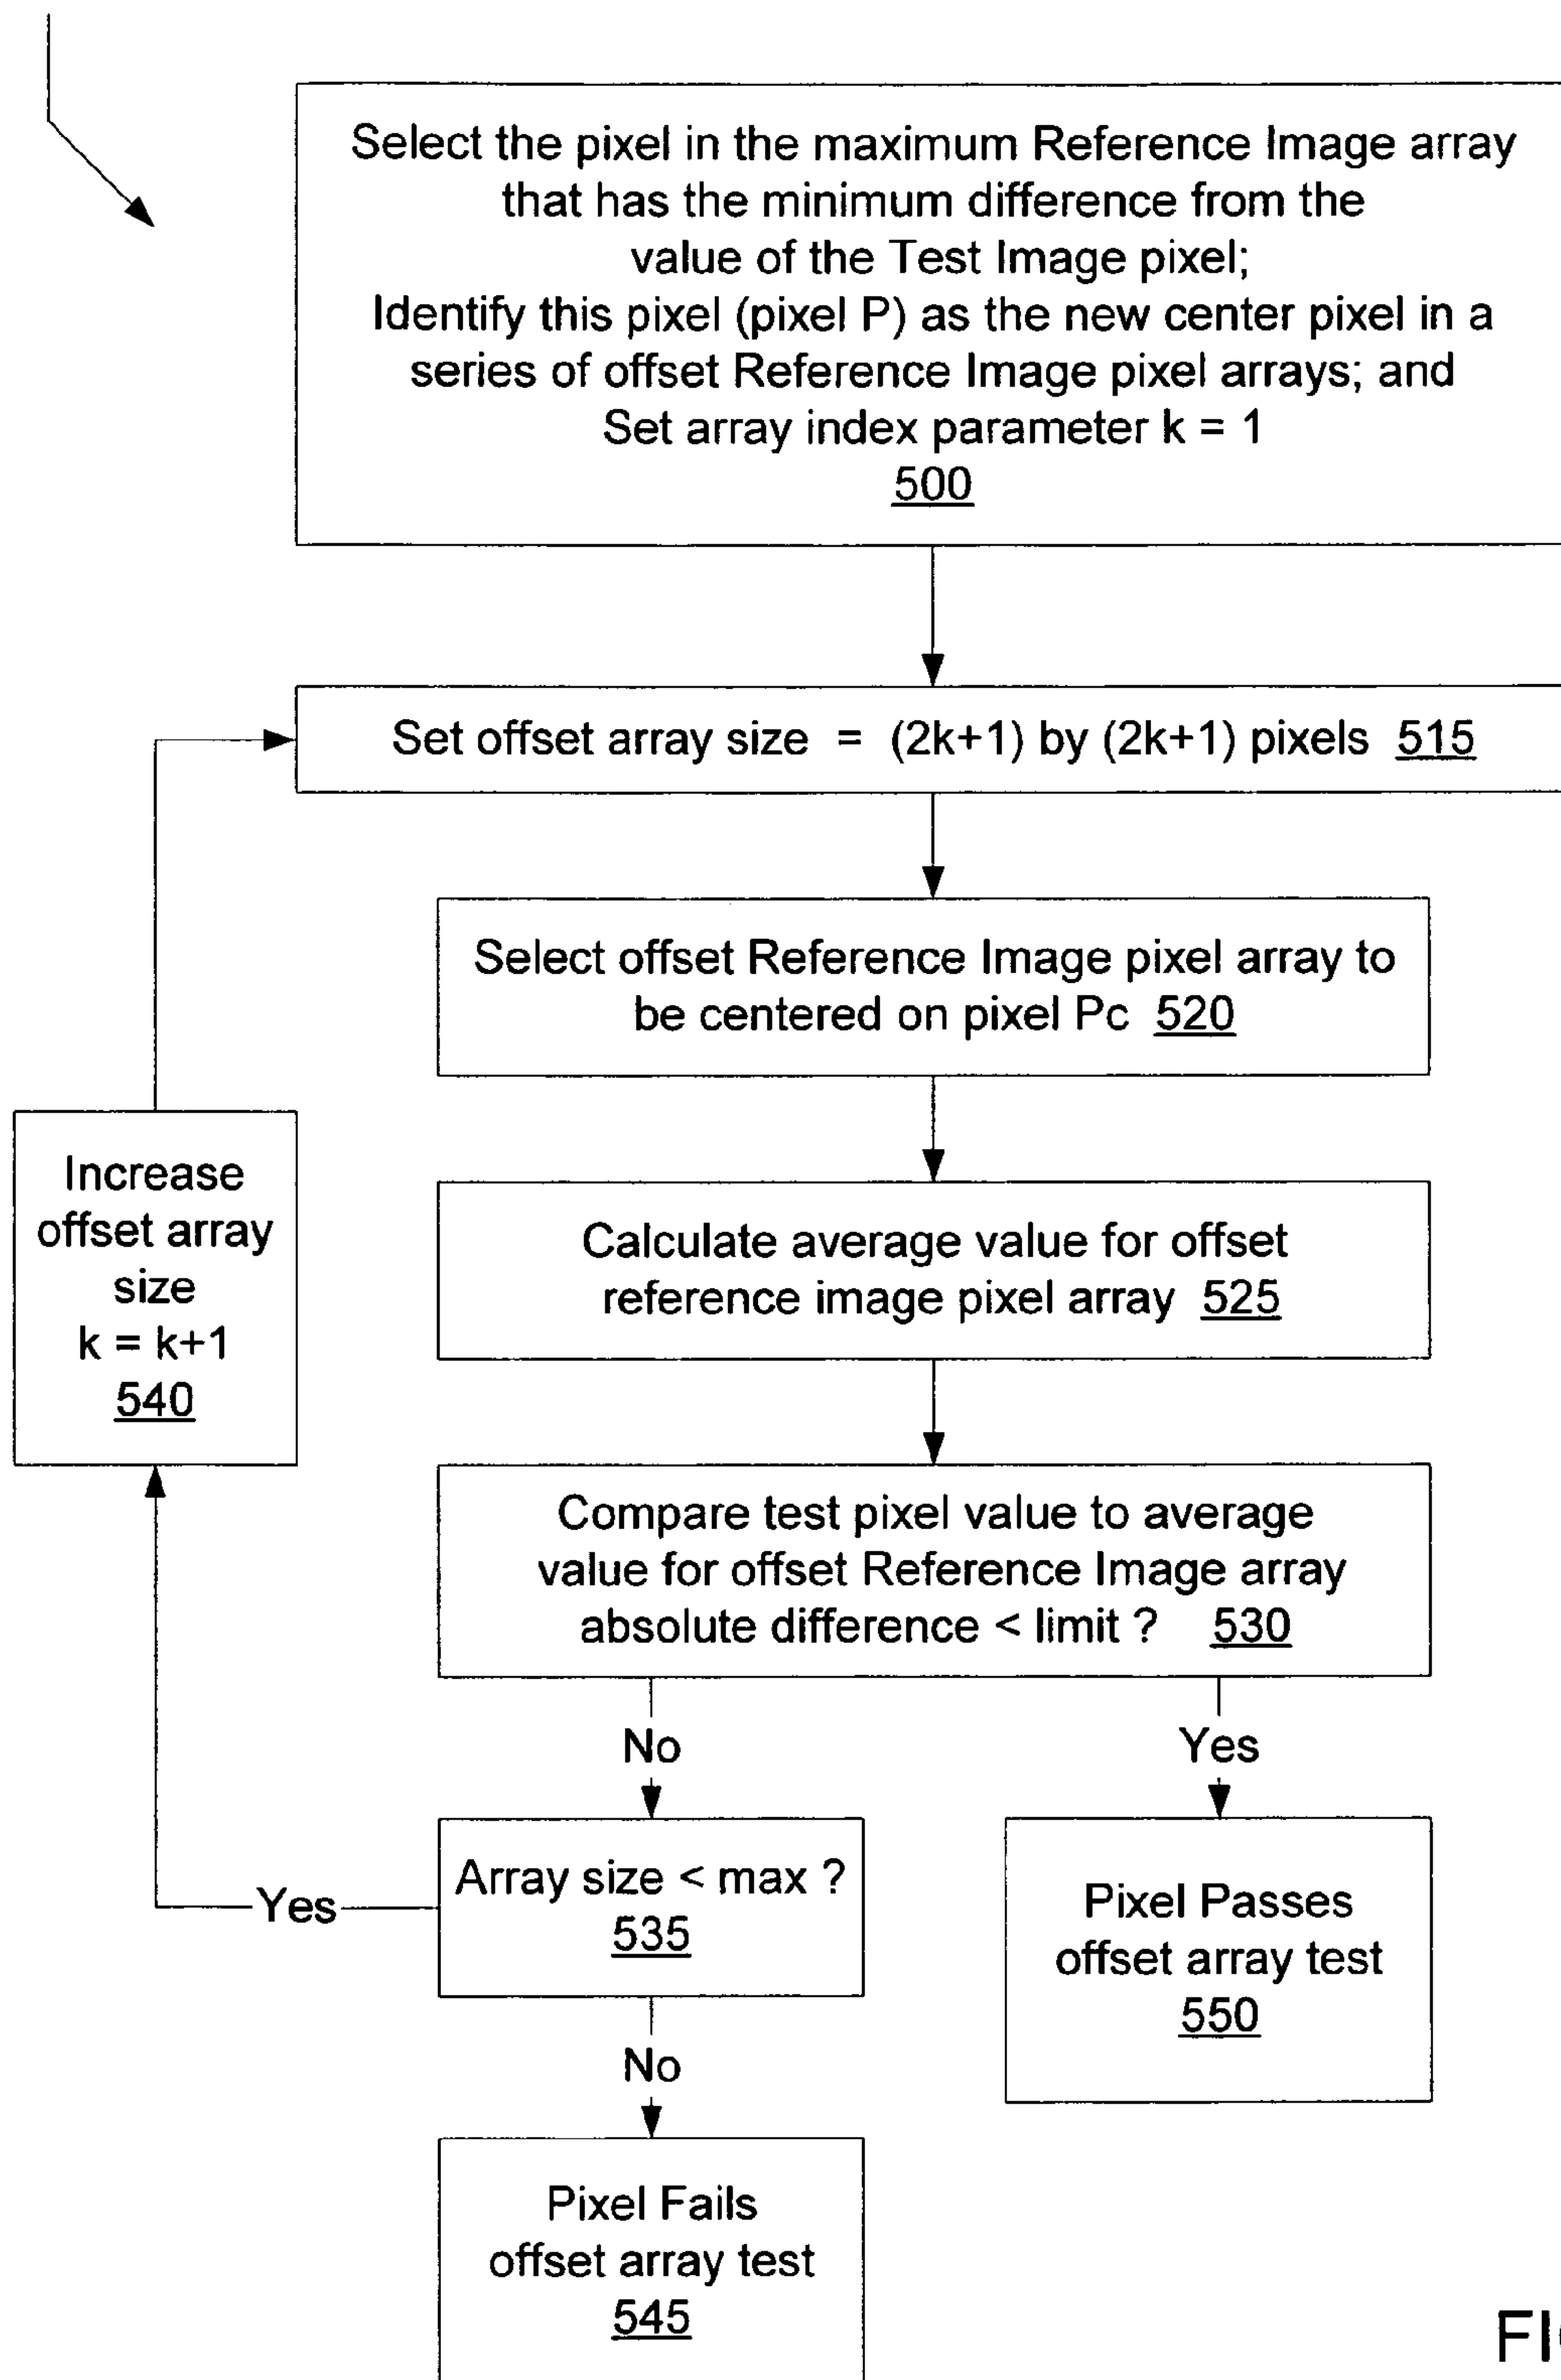 Select the pixel in the maximum Reference Image array
that has the minimum difference from the
value of the Test Image pixel;
Identify this pixel (pixel P) as the new center pixel in a
series of offset Reference Image pixel arrays; and
Set array index parameter k = 1
500
Set offset array size = (2k+1) by (2k+1) pixels 515
Select offset Reference Image pixel array to
be centered on pixel Pc 520
Increase
offset array
size
k = k+1
540
Calculate average value for offset
reference image pixel array 525
Compare test pixel value to average
value for offset Reference Image array
absolute difference < limit ? 530
No
Yes
Yes
Array size < max ?
535
Pixel Passes
offset array test
550
No
Pixel Fails
offset array test
545